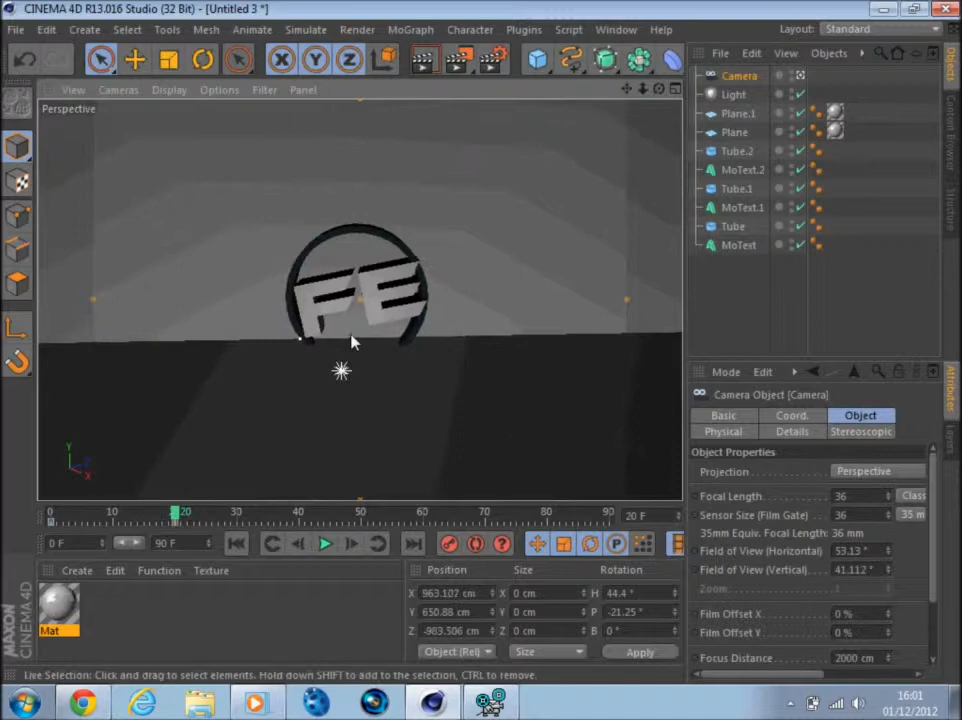 CINEMA 4D R13.016 Studio (32 Bit) - [Untitled 3 *]
File Edit Create Select Tools Mesh Animate Simulate Render MoGraph Character Plugins Script Window Help Layout: Standard
X Y Z File Edit View Objects
View Cameras Display Options Filter Panel
Perspective
Camera
Light
Plane.1
Plane
Tube.2
MoText.2
Tube.1
MoText.1
Tube
MoText
Objects
Content Browser
Structure
FE
Y Z X
Mode Edit
Camera Object [Camera]
Basic Coord. Object
Physical Details Stereoscopic
Object Properties
Projection Perspective
Focal Length 36 Class
Sensor Size (Film Gate) 36 35 m
35mm Equiv. Focal Length: 36 mm
Field of View (Horizontal) 53.13 °
Field of View (Vertical) 41.112 °
Zoom 1
Film Offset X 0 %
Film Offset Y 0 %
Focus Distance 2000 cm
Attributes
Layers
0 10 20 30 40 50 60 70 80 90 20 F
0 F 90 F P
Create Edit Function Texture
Mat
Position Size Rotation
X 963.107 cm X 0 cm H 44.4 °
Y 650.88 cm Y 0 cm P -21.25 °
Z -983.506 cm Z 0 cm B 0 °
Object (Rel) Size Apply
MAXON CINEMA 4D
Live Selection: Click and drag to select elements. Hold down SHIFT to add to the selection, CTRL to remove.
16:01
01/12/2012